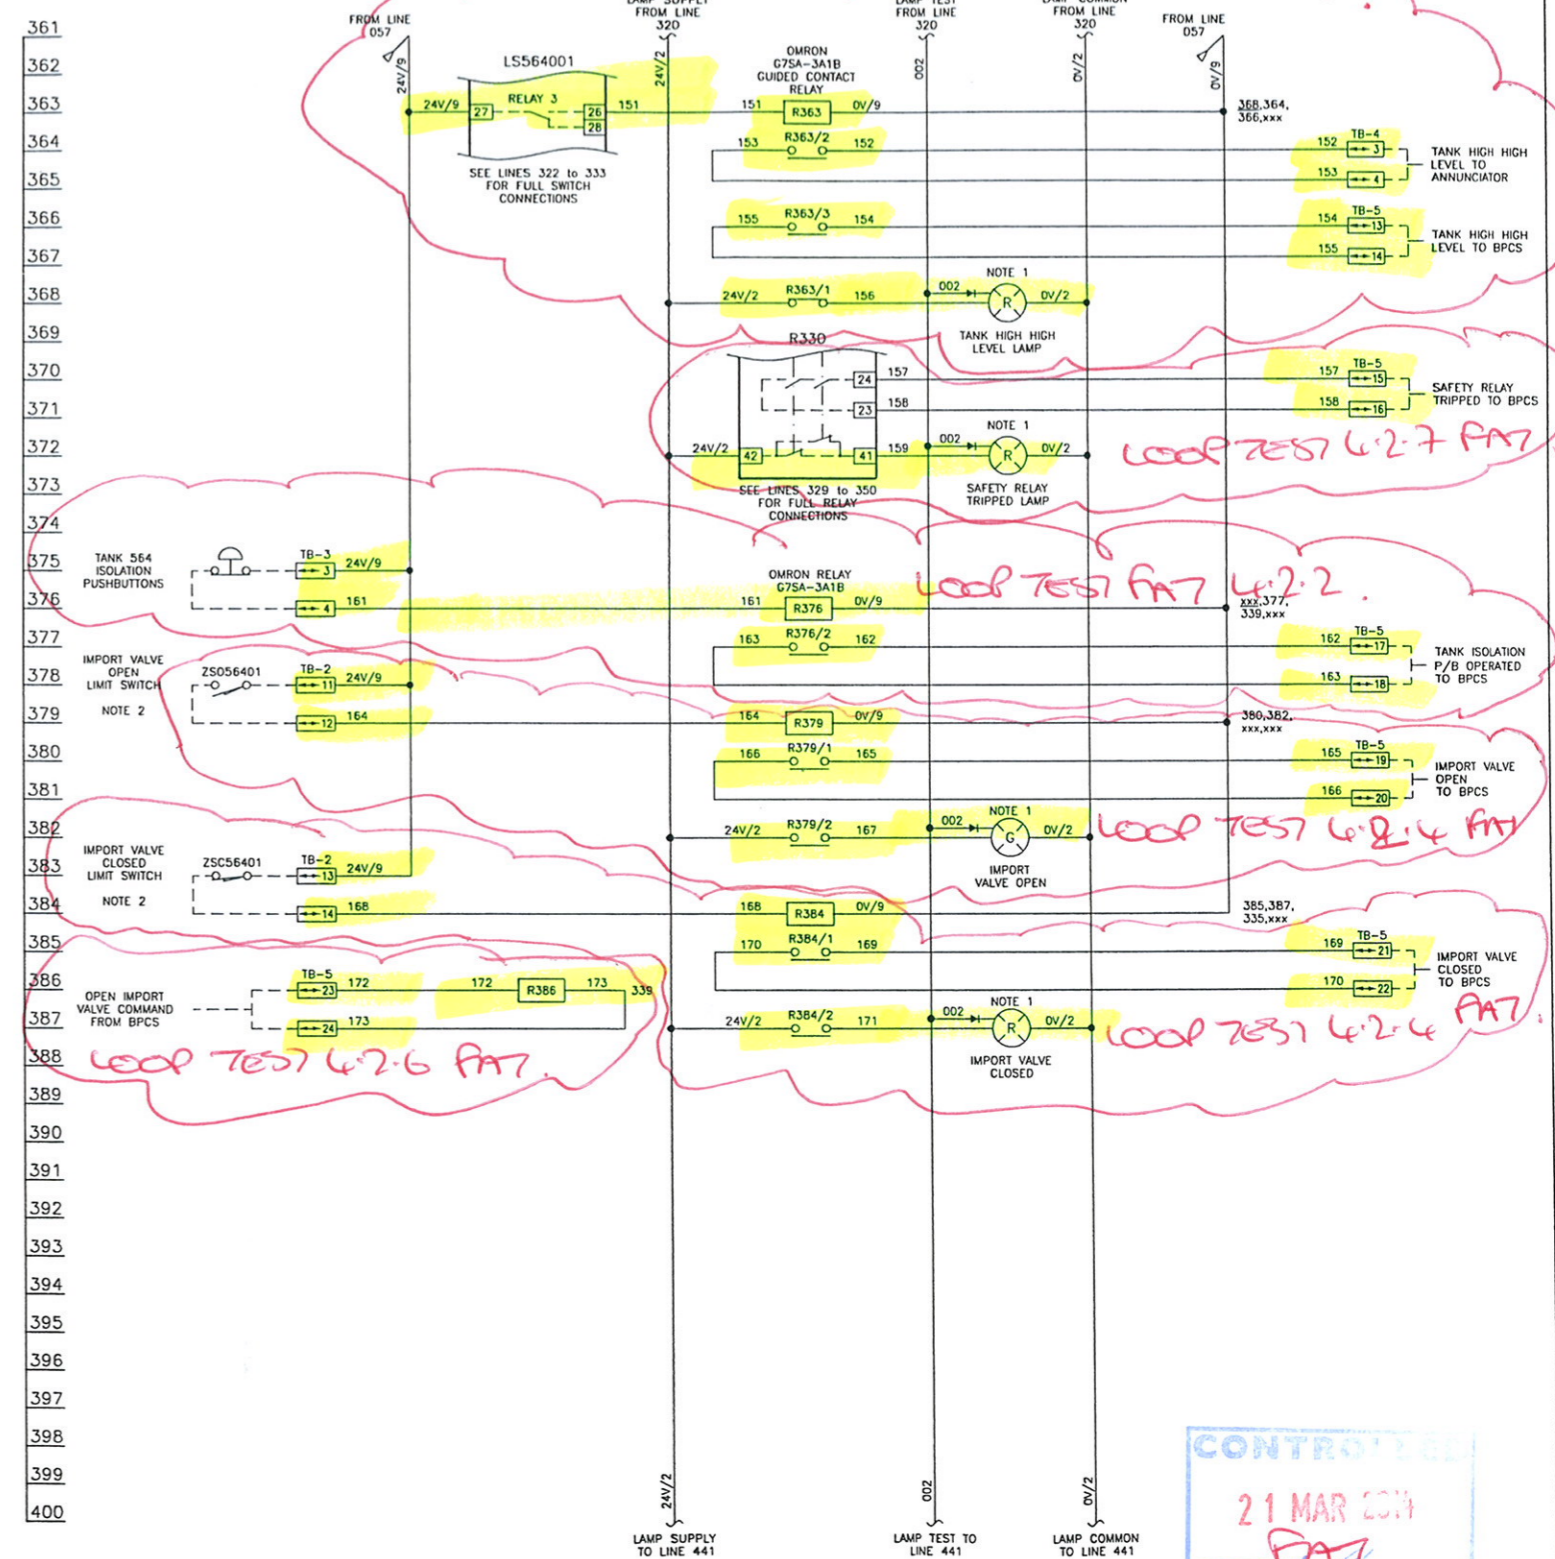 LAMP SUPPLY
FROM LINE
320
LAMP TEST
FROM LINE
320
LAMP COMMON
FROM LINE
320
FROM LINE
057
FROM LINE
057
24V/9
24V/2
002
0V/2
0V/9
361
362
LS564001
OMRON
G7SA-3A1B
GUIDED CONTACT
RELAY
363
24V/9 27 RELAY 3 26 151 151 R363 0V/9 368,364,
28 366,xxx
364
153 R363/2 152 152 TB-4 3
TANK HIGH HIGH
LEVEL TO
ANNUNCIATOR
365
153 4
SEE LINES 322 to 333
FOR FULL SWITCH
CONNECTIONS
366
155 R363/3 154 154 TB-5 13
TANK HIGH HIGH
LEVEL TO BPCS
367
155 14
368
24V/2 R363/1 156 002 NOTE 1 R 0V/2
369
TANK HIGH HIGH
LEVEL LAMP
R330
370
24 157 157 TB-5 15
SAFETY RELAY
TRIPPED TO BPCS
371
23 158 158 16
372
24V/2 42 41 159 002 NOTE 1 R 0V/2
LOOP TEST 4.2.7 FAT
373
SEE LINES 329 to 350
FOR FULL RELAY
CONNECTIONS
SAFETY RELAY
TRIPPED LAMP
374
375
TANK 564
ISOLATION
PUSHBUTTONS
TB-3 3 24V/9
OMRON RELAY
G7SA-3A1B
LOOP TEST FAT 4.2.2.
376
4 161 161 R376 0V/9 xxx,377,
339,xxx
377
163 R376/2 162 162 TB-5 17
TANK ISOLATION
P/B OPERATED
TO BPCS
378
IMPORT VALVE
OPEN
LIMIT SWITCH
NOTE 2
ZSO56401 TB-2 11 24V/9 163 18
379
12 164 164 R379 0V/9 380,382,
xxx,xxx
380
166 R379/1 165 165 TB-5 19
IMPORT VALVE
OPEN
TO BPCS
381
166 20
382
24V/2 R379/2 167 002 NOTE 1 G 0V/2
LOOP TEST 4.2.4 FAT
IMPORT
VALVE OPEN
383
IMPORT VALVE
CLOSED
LIMIT SWITCH
NOTE 2
ZSC56401 TB-2 13 24V/9
384
14 168 168 R384 0V/9 385,387,
335,xxx
385
170 R384/1 169 169 TB-5 21
IMPORT VALVE
CLOSED
TO BPCS
386
OPEN IMPORT
VALVE COMMAND
FROM BPCS
TB-5 23 172 172 R386 173 339 170 22
387
24 173 24V/2 R384/2 171 002 NOTE 1 R 0V/2
LOOP TEST 4.2.4 FAT.
IMPORT VALVE
CLOSED
388
LOOP TEST 4.2.6 FAT.
389
390
391
392
393
394
395
396
397
398
399
400
24V/2
002
0V/2
LAMP SUPPLY
TO LINE 441
LAMP TEST TO
LINE 441
LAMP COMMON
TO LINE 441
21 MAR 2014
FAT